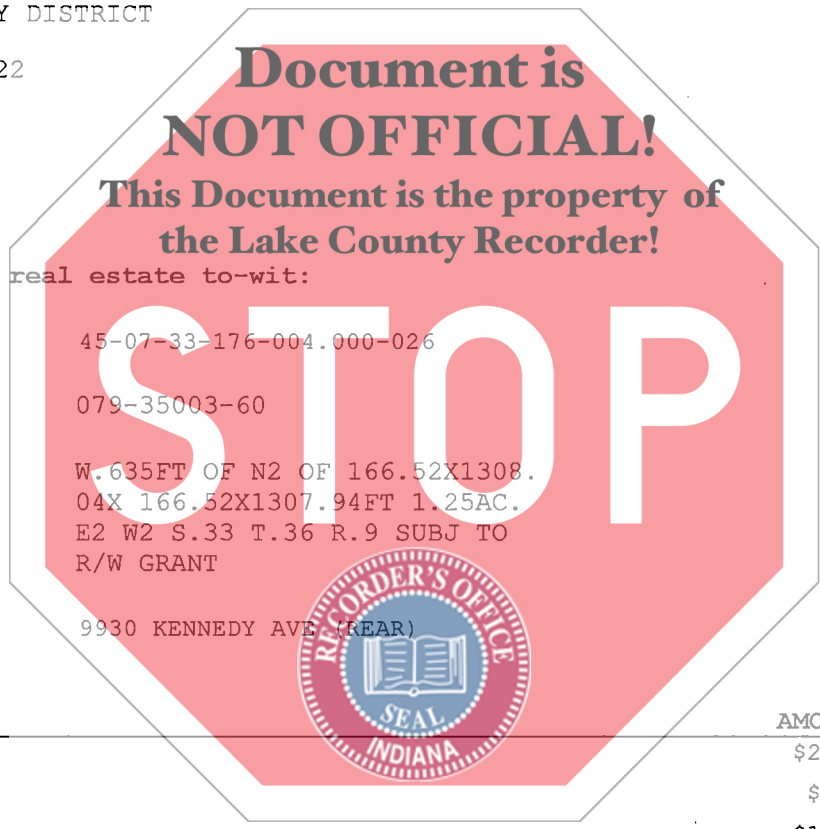 Y DISTRICT
22
Document is
NOT OFFICIAL!
This Document is the property of
the Lake County Recorder!
real estate to-wit:
STOP
45-07-33-176-004.000-026
079-35003-60
W.635FT OF N2 OF 166.52X1308.
04X 166.52X1307.94FT 1.25AC.
E2 W2 S.33 T.36 R.9 SUBJ TO
R/W GRANT
9930 KENNEDY AVE (REAR)
RECORDER'S OFFICE
SEAL
INDIANA
AMO
$2
$